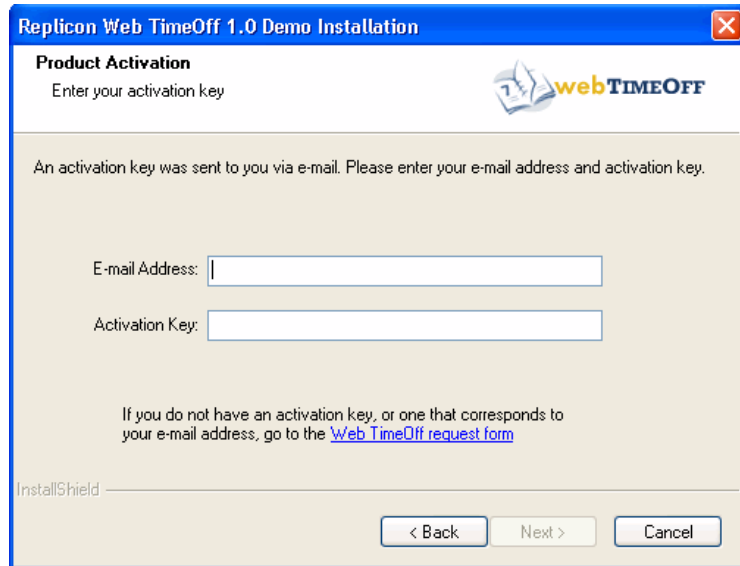 Replicon Web TimeOff 1.0 Demo Installation
Product Activation
Enter your activation key
webTIMEOFF
An activation key was sent to you via e-mail. Please enter your e-mail address and activation key.
E-mail Address:
Activation Key:
If you do not have an activation key, or one that corresponds to
your e-mail address, go to the Web TimeOff request form
InstallShield
< Back Next > Cancel